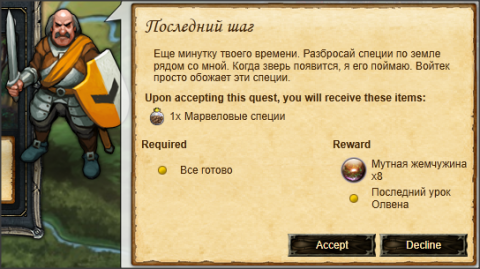 Последний шаг
Еще минутку твоего времени. Разбросай специи по земле
рядом со мной. Когда зверь появится, я его поймаю. Войтек
просто обожает эти специи.
Upon accepting this quest, you will receive these items:
1x Марвеловые специи
Required
Все готово
Reward
Мутная жемчужина
x8
Последний урок
Олвена
Accept
Decline